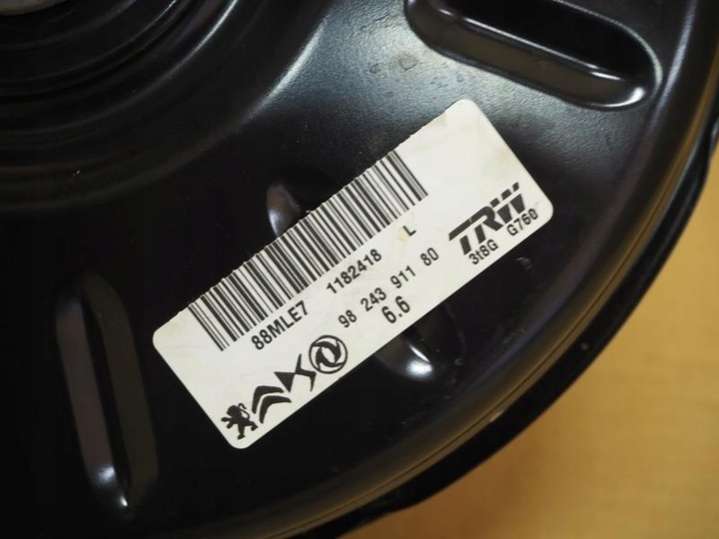 88MLE7 1182418 L
98 243 911 80
6.6
TRW
3t8G G760